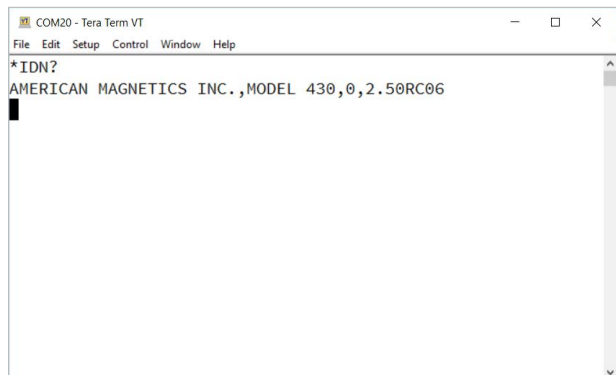 COM20 - Tera Term VT
File Edit Setup Control Window Help
*IDN?
AMERICAN MAGNETICS INC.,MODEL 430,0,2.50RC06